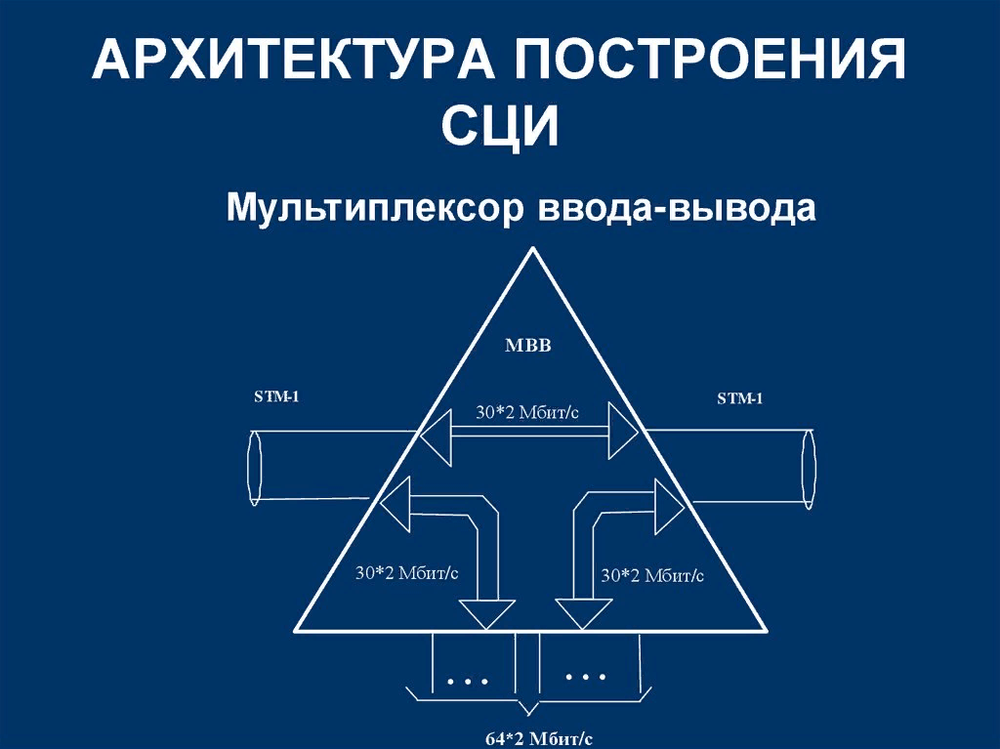 АРХИТЕКТУРА ПОСТРОЕНИЯ
СЦИ
Мультиплексор ввода-вывода
МВВ
STM-1
STM-1
30*2 Мбит/с
30*2 Мбит/с
30*2 Мбит/с
...
...
64*2 Мбит/с